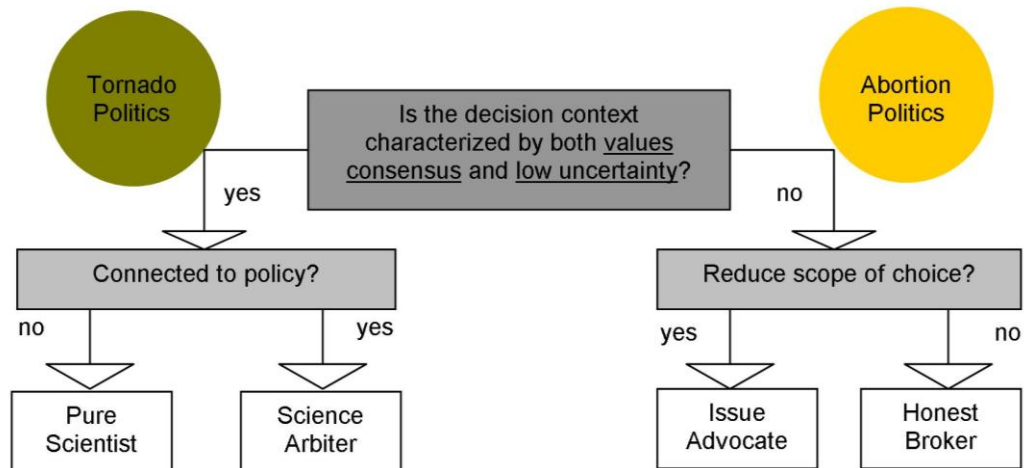 Tornado
Politics
Abortion
Politics
Is the decision context
characterized by both values
consensus and low uncertainty?
yes
no
Connected to policy?
Reduce scope of choice?
no
yes
yes
no
Pure
Scientist
Science
Arbiter
Issue
Advocate
Honest
Broker